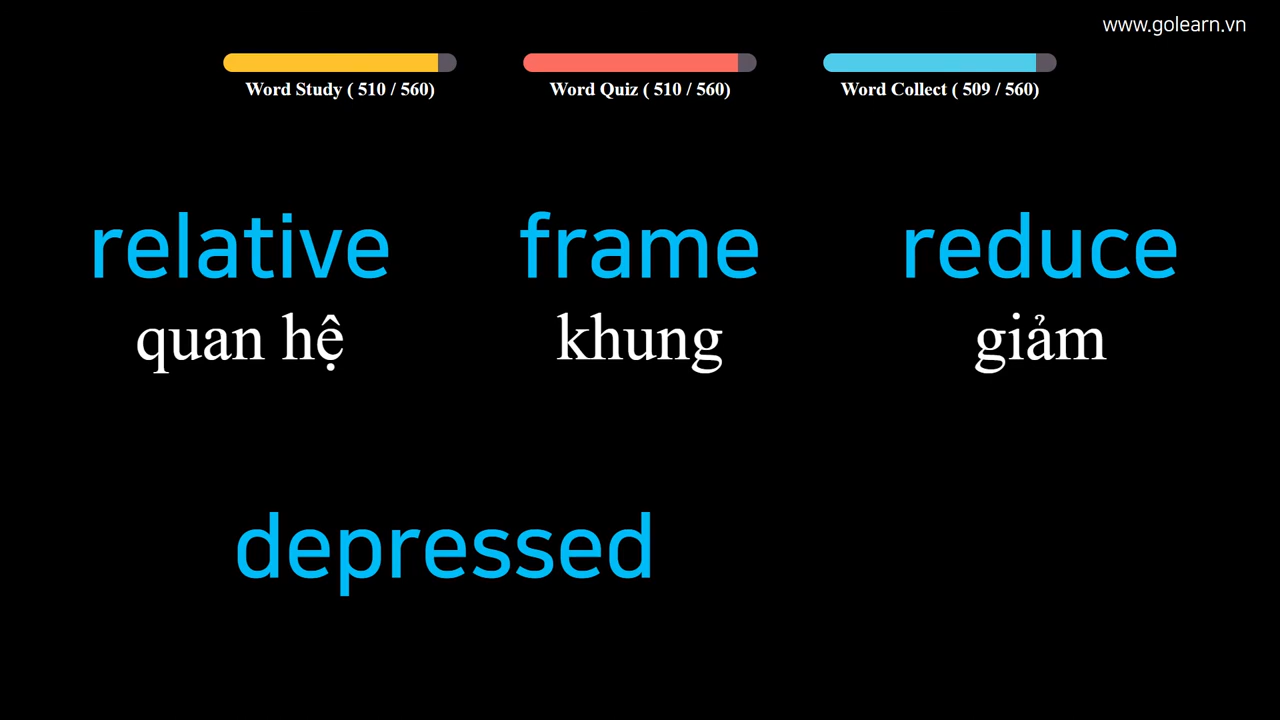 www.golearn.vn
Word Study ( 510 / 560)
Word Quiz ( 510 / 560)
Word Collect ( 509 / 560)
relative
frame
reduce
quan hệ
khung
giảm
depressed